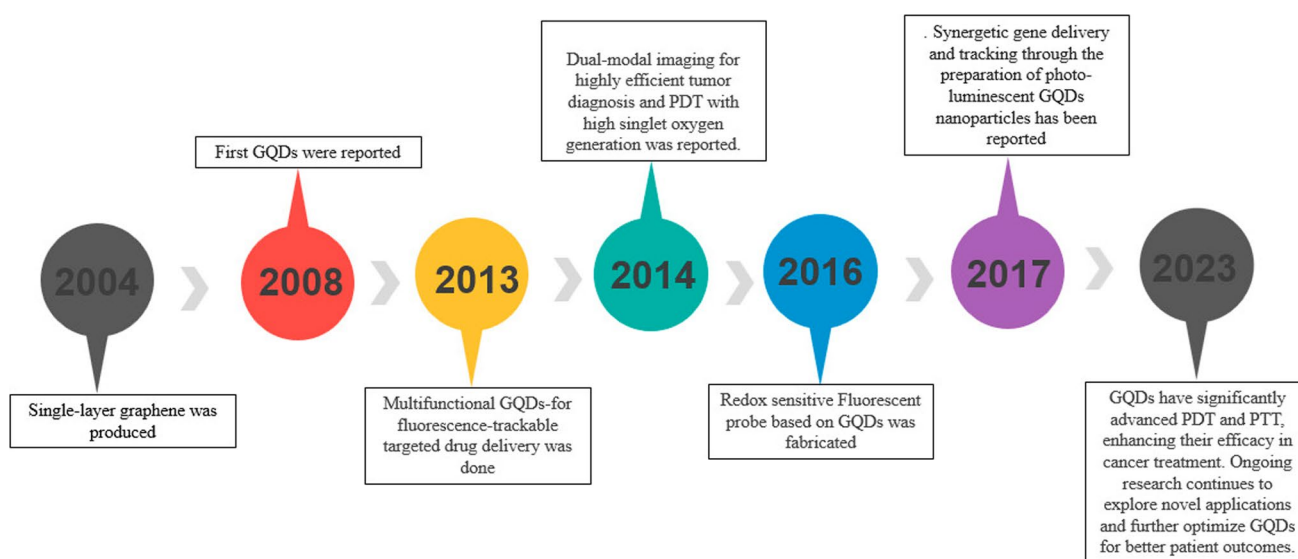 2004
Single-layer graphene was
produced
First GQDs were reported
2008
2013
Multifunctional GQDs-for
fluorescence-trackable
targeted drug delivery was
done
Dual-modal imaging for
highly efficient tumor
diagnosis and PDT with
high singlet oxygen
generation was reported.
2014
2016
Redox sensitive Fluorescent
probe based on GQDs was
fabricated
. Synergetic gene delivery
and tracking through the
preparation of photo-
luminescent GQDs
nanoparticles has been
reported
2017
2023
GQDs have significantly
advanced PDT and PTT,
enhancing their efficacy in
cancer treatment. Ongoing
research continues to
explore novel applications
and further optimize GQDs
for better patient outcomes.